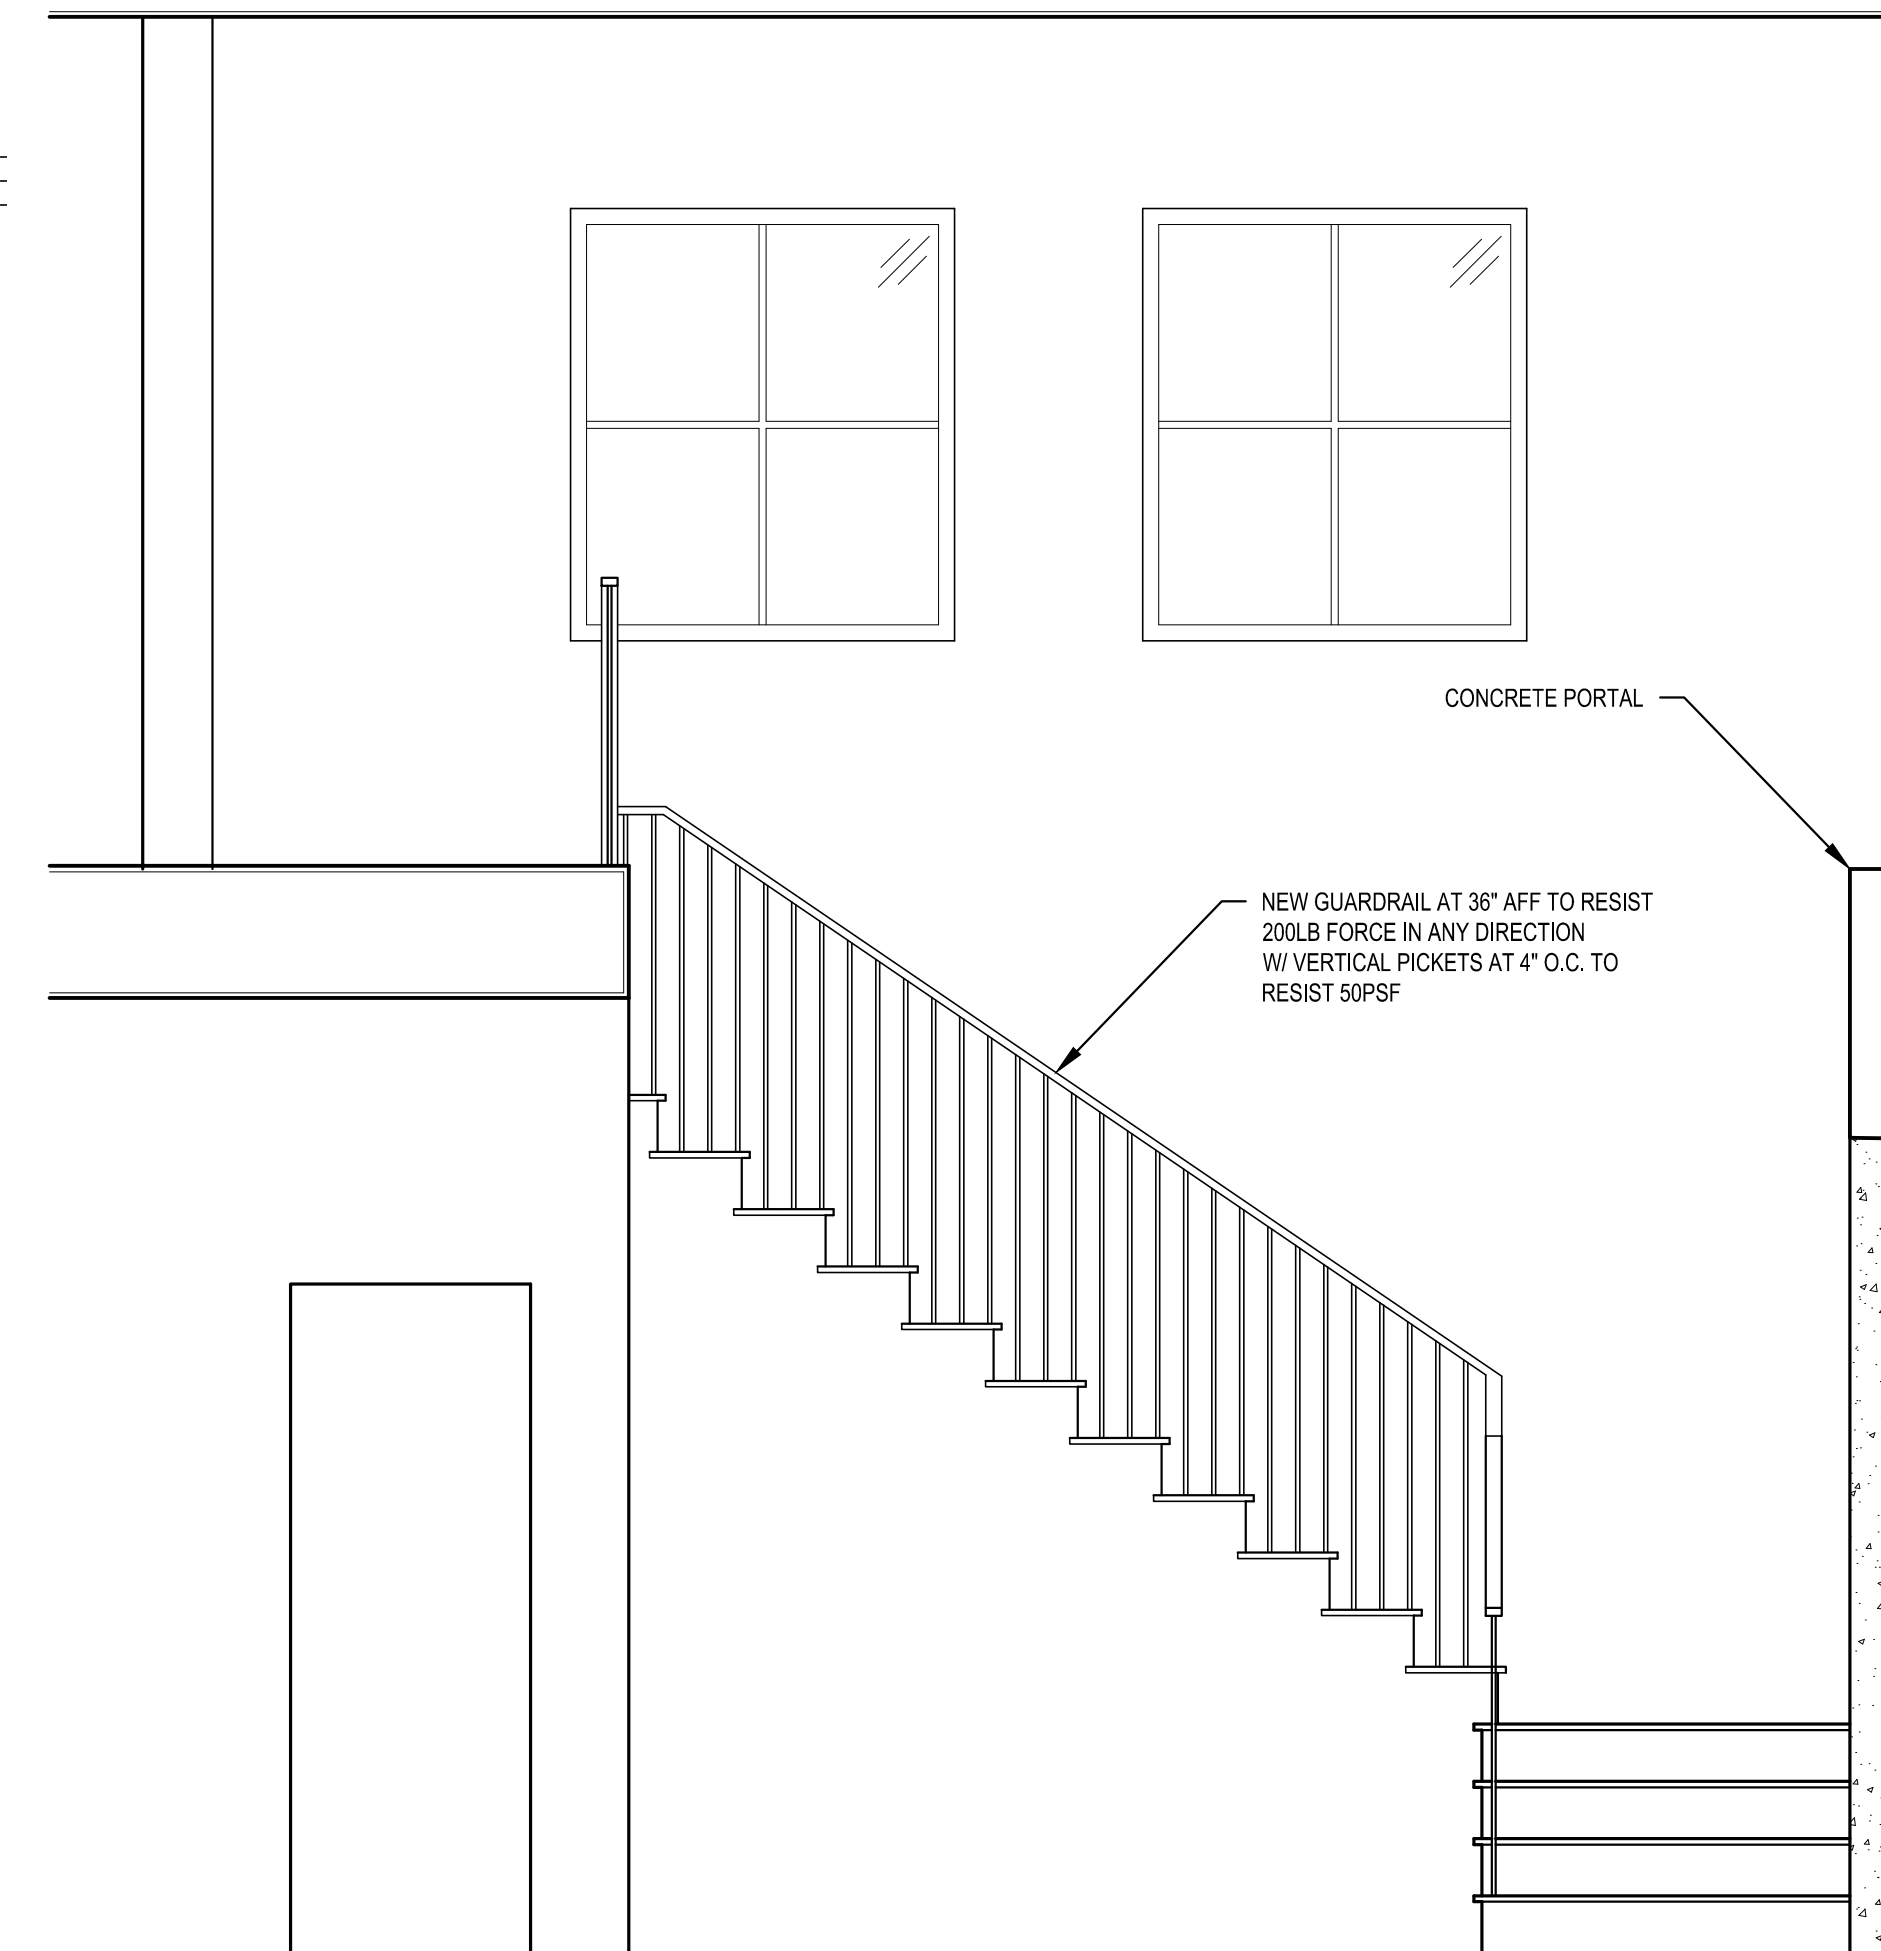 CONCRETE PORTAL
NEW GUARDRAIL AT 36" AFF TO RESIST
200LB FORCE IN ANY DIRECTION
W/ VERTICAL PICKETS AT 4" O.C. TO
RESIST 50PSF